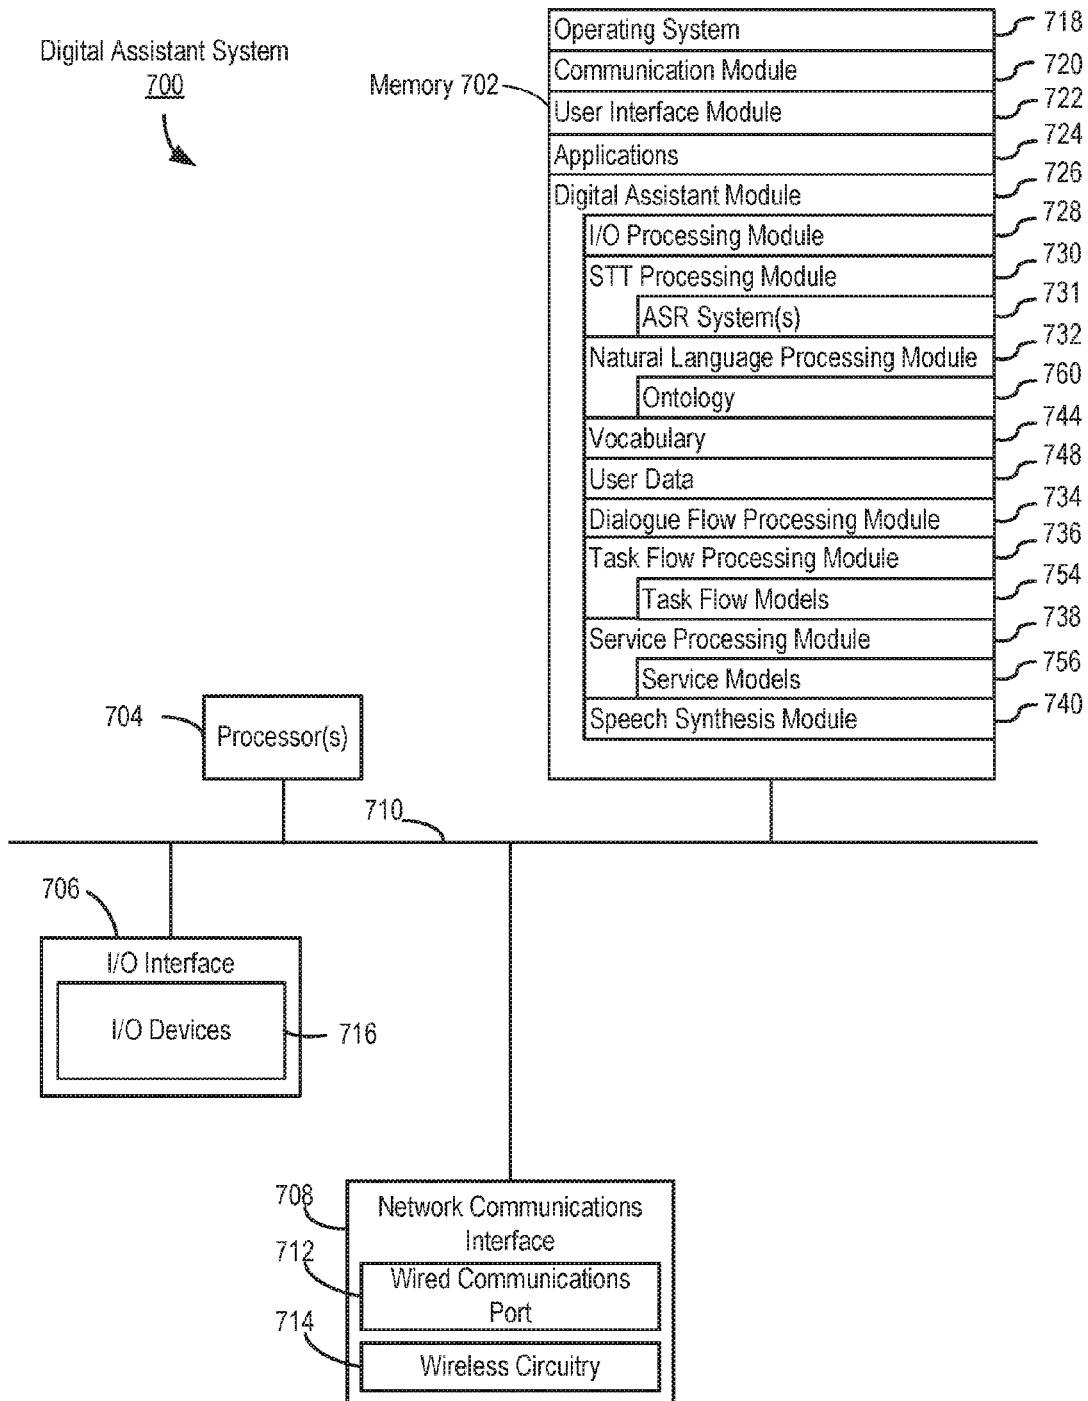 Digital Assistant System
700
Memory 702
Operating System 718
Communication Module 720
User Interface Module 722
Applications 724
Digital Assistant Module 726
I/O Processing Module 728
STT Processing Module 730
ASR System(s) 731
Natural Language Processing Module 732
Ontology 760
Vocabulary 744
User Data 748
Dialogue Flow Processing Module 734
Task Flow Processing Module 736
Task Flow Models 754
Service Processing Module 738
Service Models 756
Speech Synthesis Module 740
704
Processor(s)
710
706
I/O Interface
I/O Devices
716
708
Network Communications
Interface
712
Wired Communications
Port
714
Wireless Circuitry